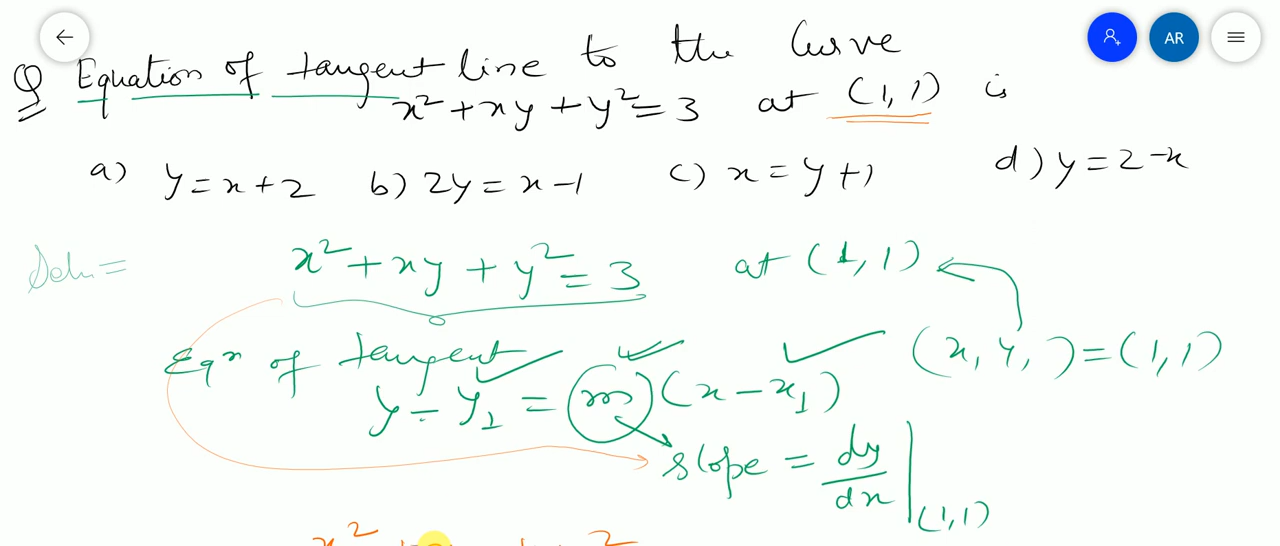 AR
Q Equation of tangent line to the Curve
x²+xy+y²=3 at (1,1) is
a) y=x+2 b) 2y=x-1 c) x=y+1 d) y=2-x
Soln= x²+xy+y²=3 at (1,1)
Eqⁿ of tangent (x, y,)=(1,1)
y-y₁ = m(x-x₁)
slope = dy/dx|(1,1)